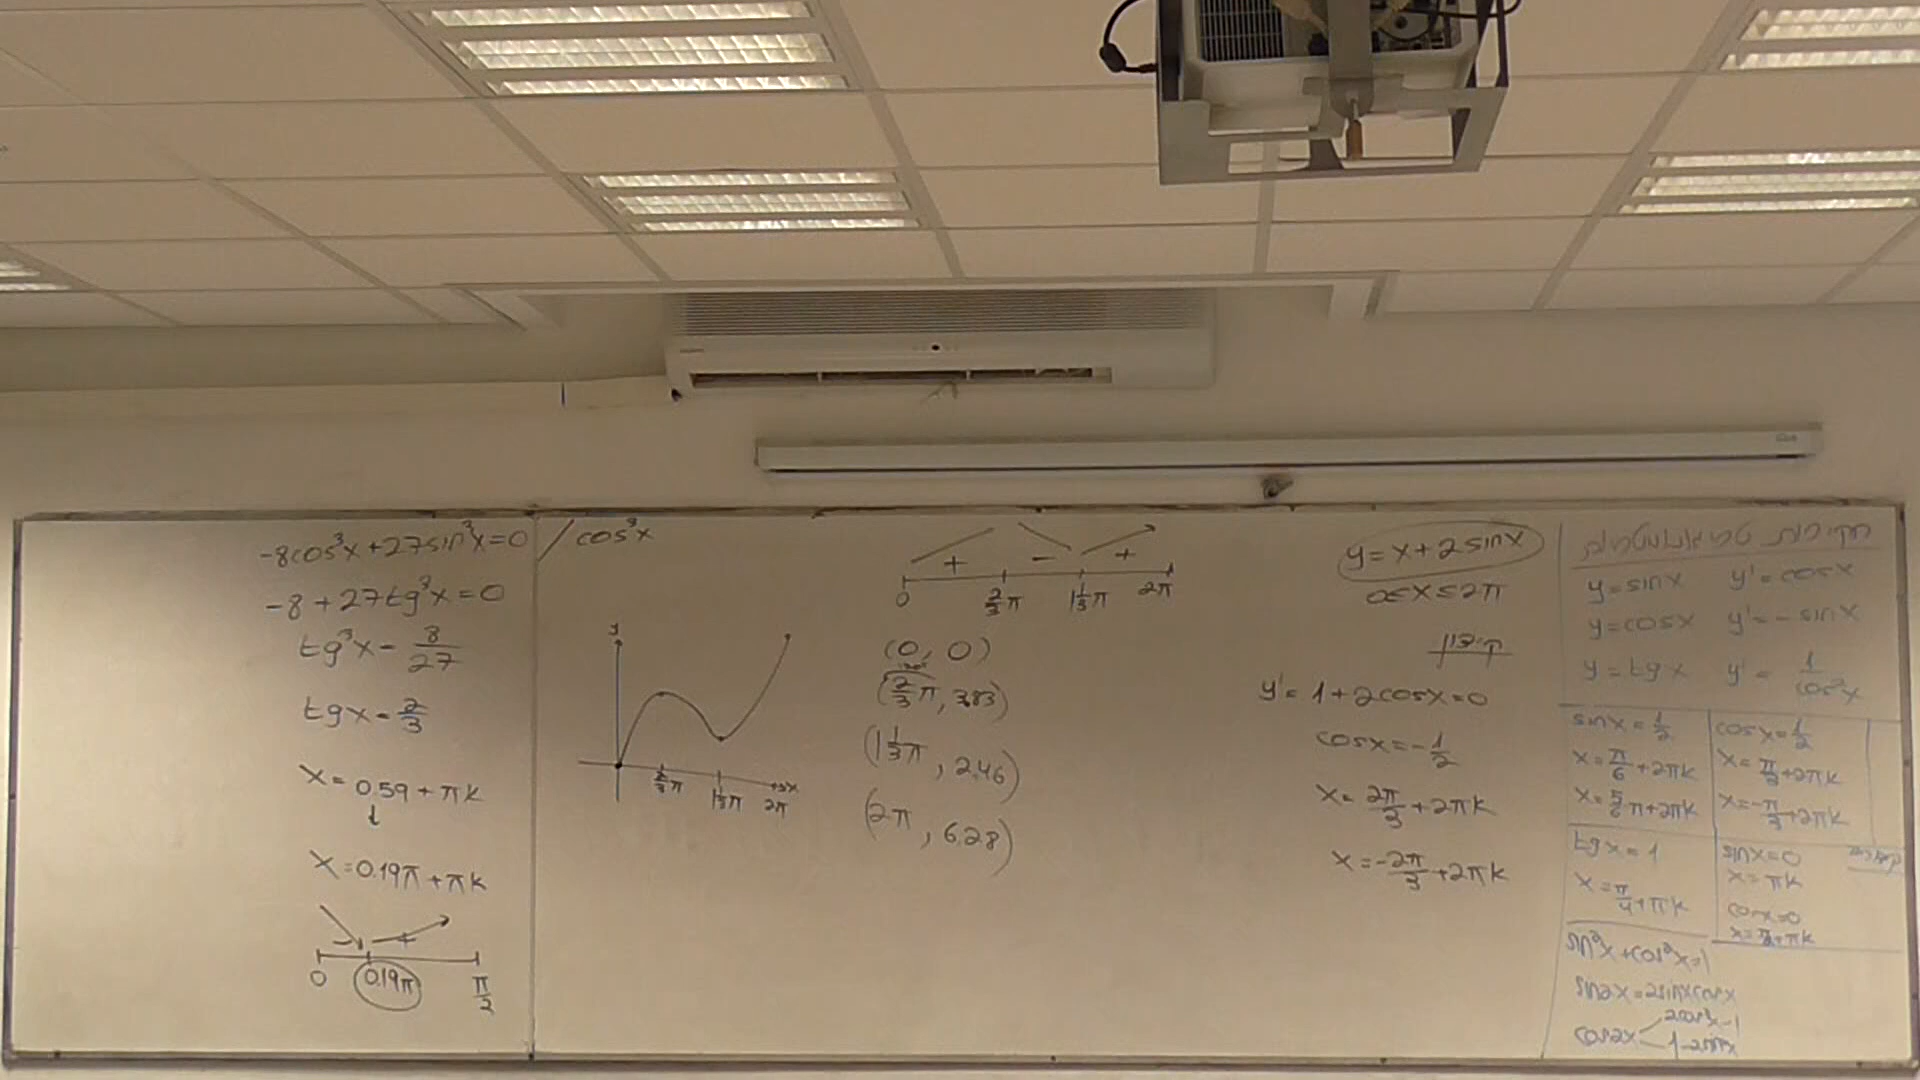 -8cos³x+27sin³x=0 / cos³x
-8+27tg³x=0
tg³x = 8/27
tgx = 2/3
x = 0.59 + πk
x = 0.19π + πk
- +
0 0.19π π/2
y
2/3π 1 1/3π 2π
+ - +
0 2/3π 1 1/3π 2π
(0, 0)
(2/3π, 3.83)
(1 1/3π, 2.46)
(2π, 6.28)
y = x + 2sinx
0≤x≤2π
y' = 1 + 2cosx = 0
cosx = -1/2
x = 2π/3 + 2πk
x = -2π/3 + 2πk
y = sinx y' = cosx
y = cosx y' = -sinx
y = tgx y' = 1/cos²x
sinx = 1/2
x = π/6 + 2πk
x = 5/6π + 2πk
cosx = 1/2
x = π/3 + 2πk
x = -π/3 + 2πk
tgx = 1
x = π/4 + πk
sinx = 0
x = πk
cosx = 0
x = π/2 + πk
sin²x + cos²x = 1
sin2x = 2sinxcosx
cos2x 2cos²x-1
1-2sin²x